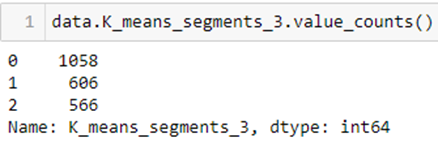 1 data.K_means_segments_3.value_counts()
0 1058
1 606
2 566
Name: K_means_segments_3, dtype: int64